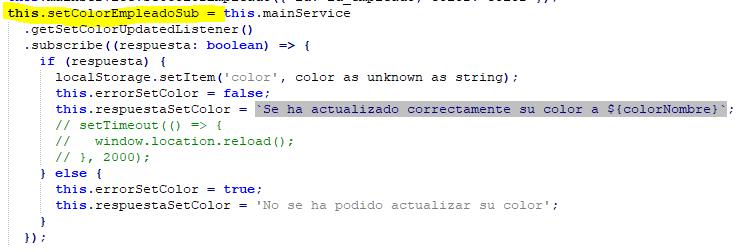 this.setColorEmpleadoSub = this.mainService
.getSetColorUpdatedListener()
.subscribe((respuesta: boolean) => {
if (respuesta) {
localStorage.setItem('color', color as unknown as string);
this.errorSetColor = false;
this.respuestaSetColor = `Se ha actualizado correctamente su color a ${colorNombre}`;
// setTimeout(() => {
//   window.location.reload();
// }, 2000);
} else {
this.errorSetColor = true;
this.respuestaSetColor = 'No se ha podido actualizar su color';
}
});